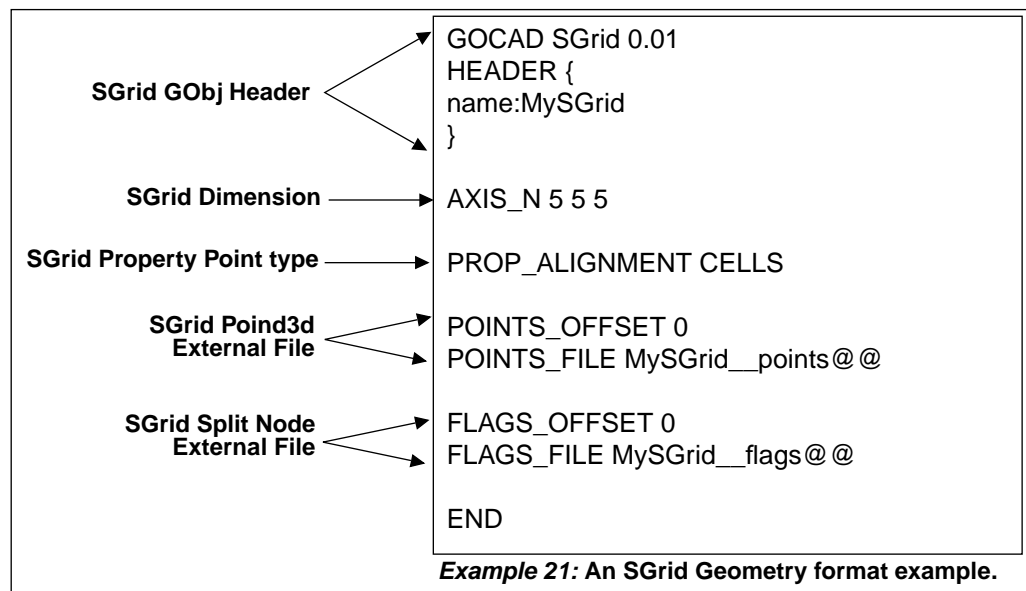 SGrid GObj Header
GOCAD SGrid 0.01
HEADER {
name:MySGrid
}
SGrid Dimension
AXIS_N 5 5 5
SGrid Property Point type
PROP_ALIGNMENT CELLS
SGrid Poind3d
External File
POINTS_OFFSET 0
POINTS_FILE MySGrid__points@@
SGrid Split Node
External File
FLAGS_OFFSET 0
FLAGS_FILE MySGrid__flags@@
END
Example 21: An SGrid Geometry format example.